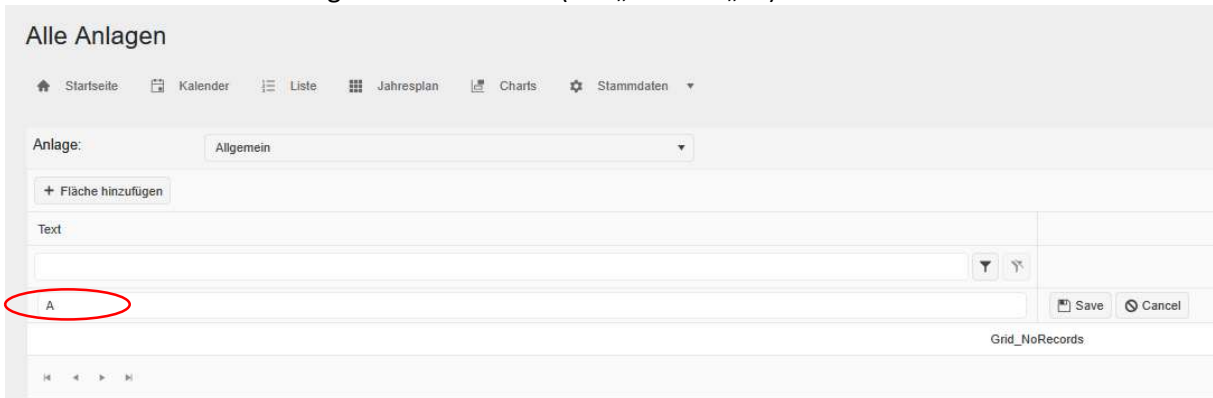 Alle Anlagen
Startseite Kalender Liste Jahresplan Charts Stammdaten
Anlage: Allgemein
+ Fläche hinzufügen
Text
A Save Cancel
Grid_NoRecords